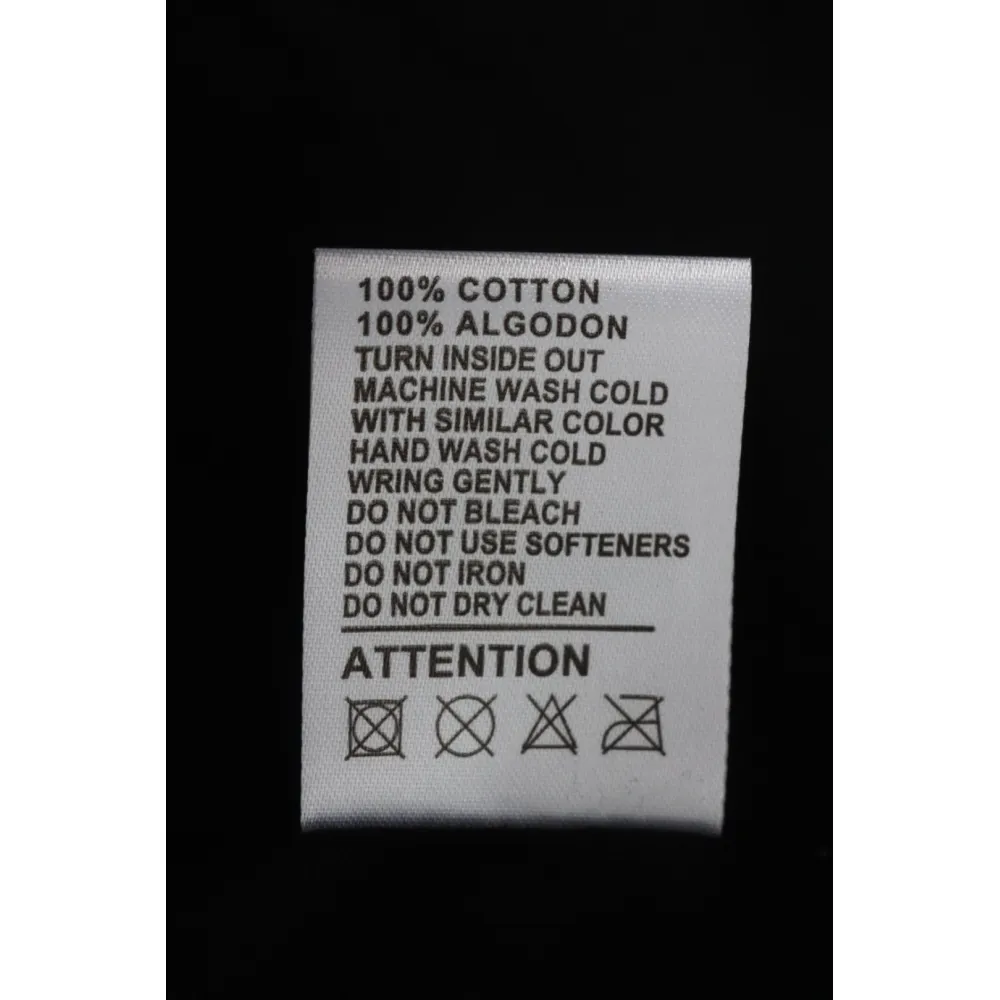 100% COTTON
100% ALGODON
TURN INSIDE OUT
MACHINE WASH COLD
WITH SIMILAR COLOR
HAND WASH COLD
WRING GENTLY
DO NOT BLEACH
DO NOT USE SOFTENERS
DO NOT IRON
DO NOT DRY CLEAN
ATTENTION